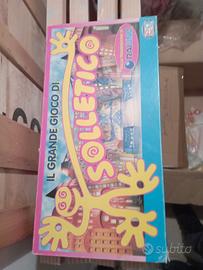 IL GRANDE GIOCO DI
SOLLETICO
subito